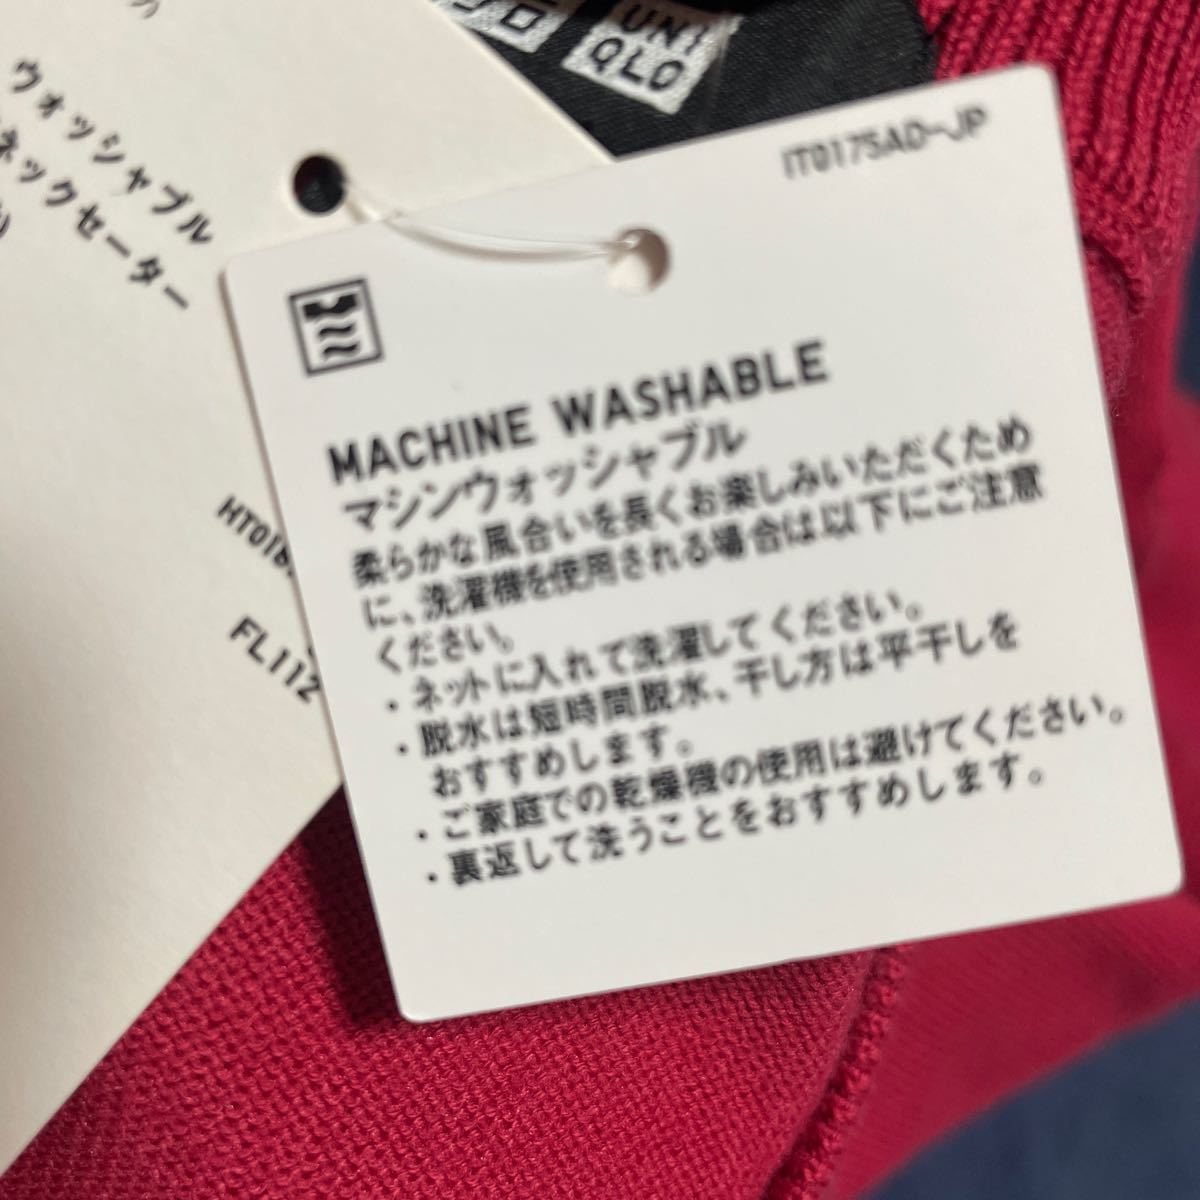 UNI
QLO
ウォッシャブル
ネックセーター
IT0175AD-JP
MACHINE WASHABLE
マシンウォッシャブル
柔らかな風合いを長くお楽しみいただくため
に、洗濯機を使用される場合は以下にご注意
ください。
・ネットに入れて洗濯してください。
・脱水は短時間脱水、干し方は平干しを
おすすめします。
・ご家庭での乾燥機の使用は避けてください。
・裏返して洗うことをおすすめします。
FL112